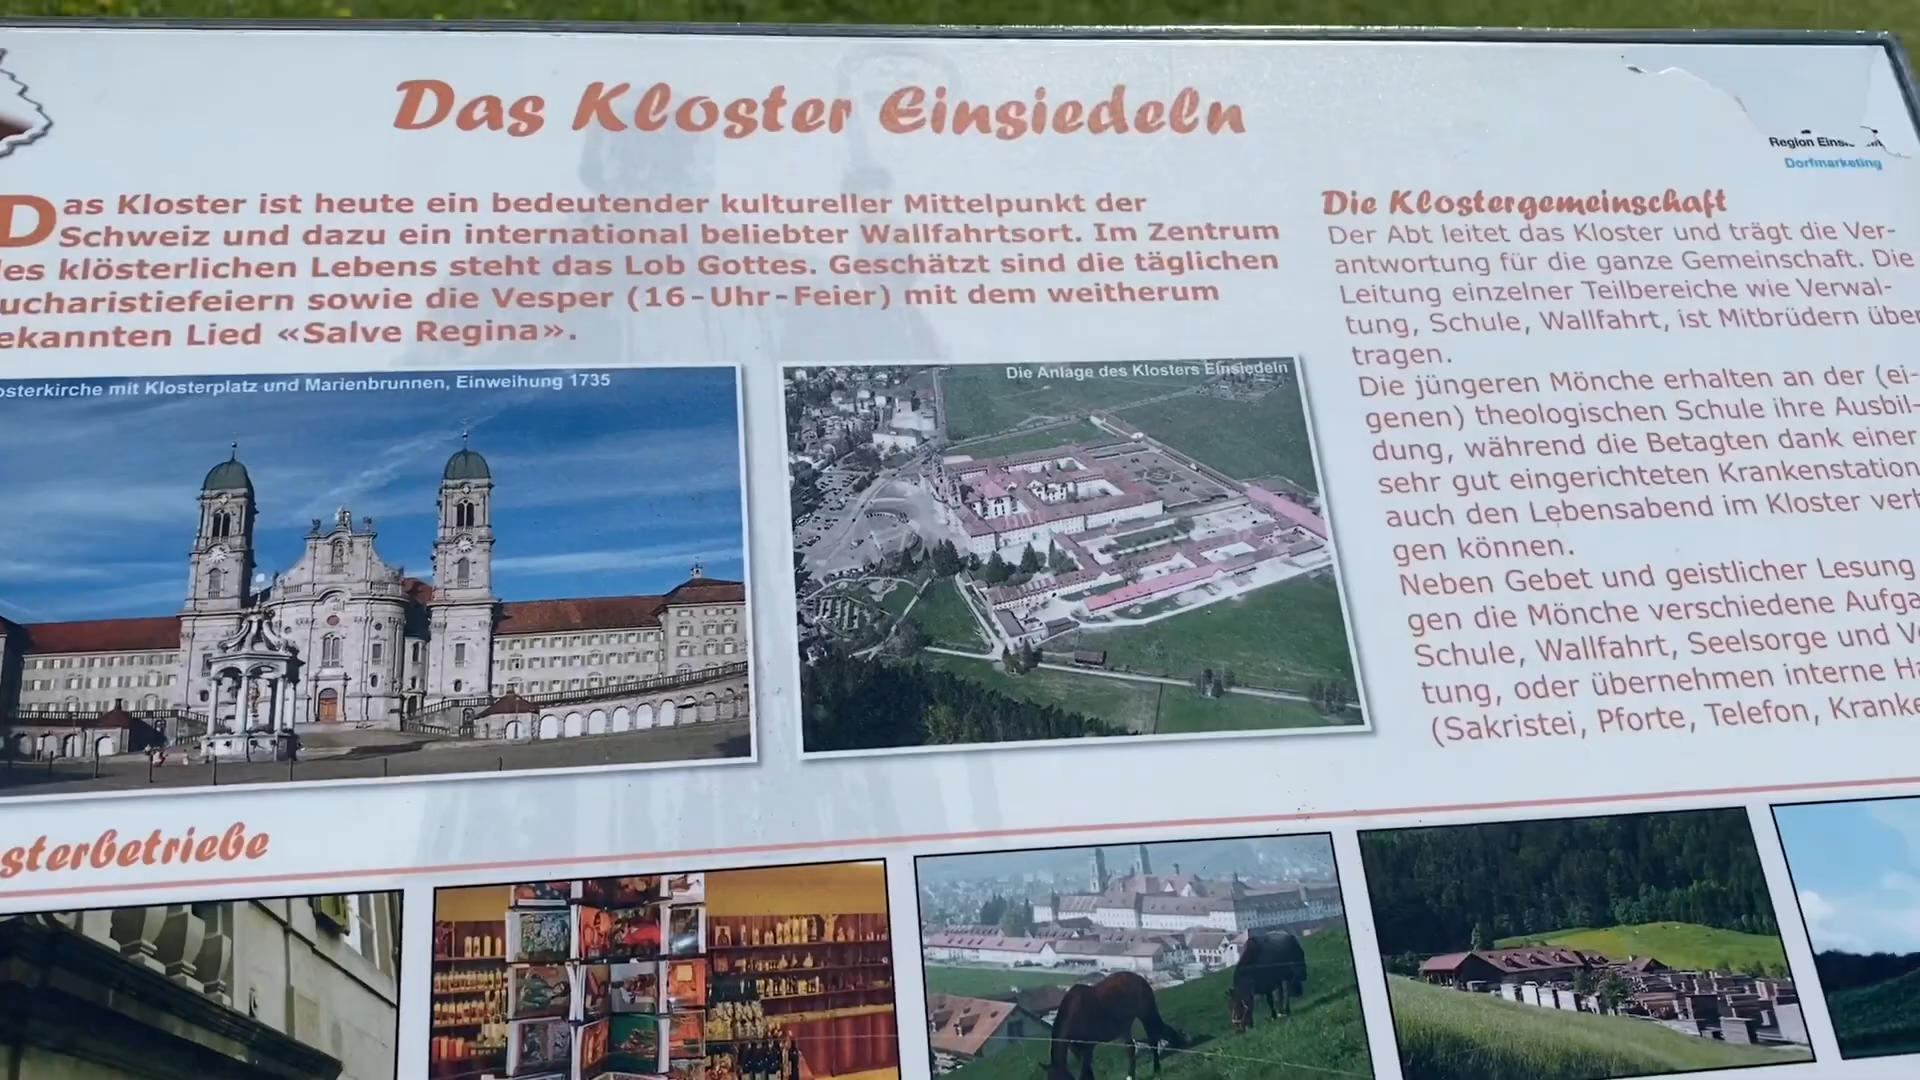 Das Kloster Einsiedeln
Region
Dorfmarketing
Das Kloster ist heute ein bedeutender kultureller Mittelpunkt der
Schweiz und dazu ein international beliebter Wallfahrtsort. Im Zentrum
klösterlichen Lebens steht das Lob Gottes. Geschätzt sind die täglichen
ucharistiefeiern sowie die Vesper (16-Uhr-Feier) mit dem weitherum
ekannten Lied «Salve Regina».
osterkirche mit Klosterplatz und Marienbrunnen, Einweihung 1735
Die Anlage des Klosters Einsiedeln
Die Klostergemeinschaft
Der Abt leitet das Kloster und trägt die Ver-
antwortung für die ganze Gemeinschaft. Die
Leitung einzelner Teilbereiche wie Verwal-
tung, Schule, Wallfahrt, ist Mitbrüdern über
tragen.
Die jüngeren Mönche erhalten an der (ei-
genen) theologischen Schule ihre Ausbil-
dung, während die Betagten dank einer
sehr gut eingerichteten Krankenstation
auch den Lebensabend im Kloster
gen können.
Neben Gebet und geistlicher Lesung
gen die Mönche verschiedene Aufga
Schule, Wallfahrt, Seelsorge und
tung, oder übernehmen interne
(Sakristei, Pforte, Telefon, Kranke
sterbetriebe